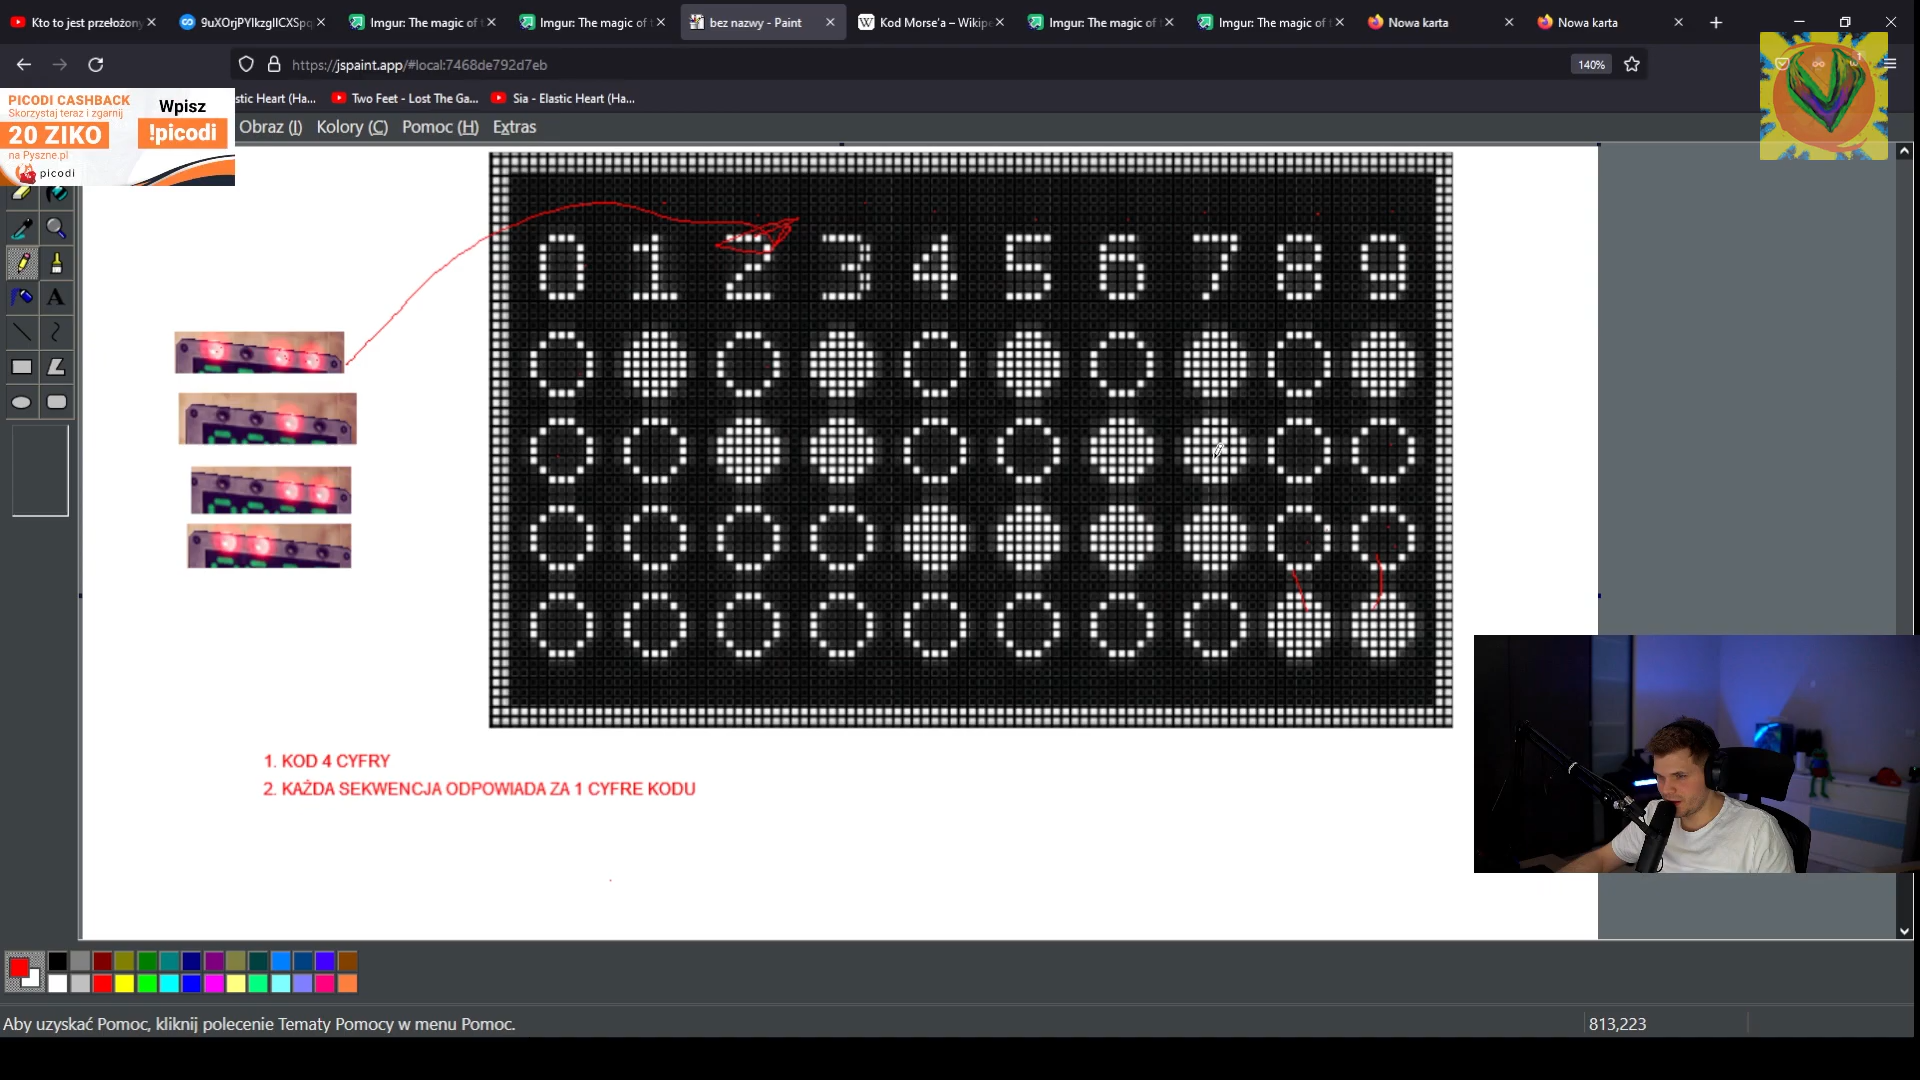 Kto to jest przełożony
9uXOrjPYIkzgIlCXSpq
Imgur: The magic of t
Imgur: The magic of t
bez nazwy - Paint
Kod Morse'a – Wikipe
Imgur: The magic of t
Imgur: The magic of t
Nowa karta
Nowa karta
https://jspaint.app/#local:7468de792d7eb
140%
PICODI CASHBACK
Skorzystaj teraz i zgarnij
20 ZIKO
na Pyszne.pl
picodi
Wpisz
!picodi
stic Heart (Ha...
Two Feet - Lost The Ga...
Sia - Elastic Heart (Ha...
Obraz (I)
Kolory (C)
Pomoc (H)
Extras
0 1 2 3 4 5 6 7 8 9
1. KOD 4 CYFRY
2. KAŻDA SEKWENCJA ODPOWIADA ZA 1 CYFRE KODU
Aby uzyskać Pomoc, kliknij polecenie Tematy Pomocy w menu Pomoc.
813,223